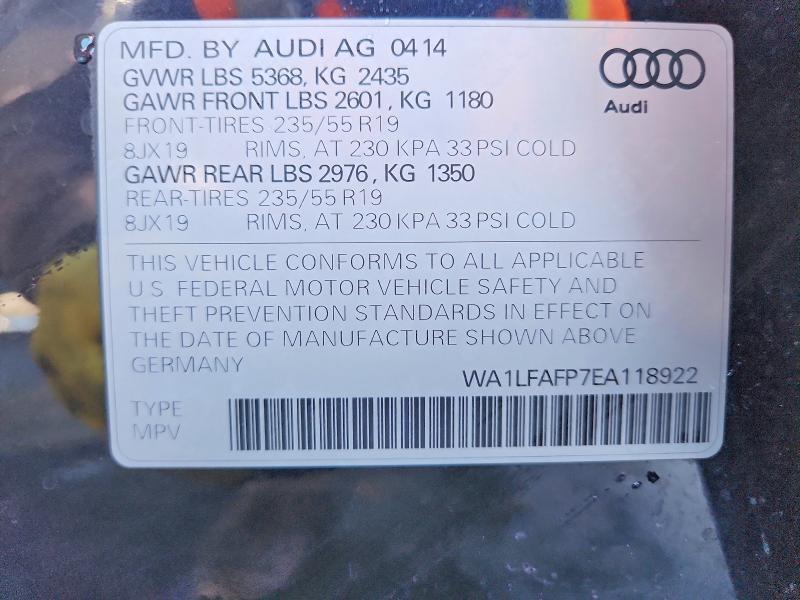 MFD. BY AUDI AG 0414
GVWR LBS 5368, KG 2435
GAWR FRONT LBS 2601, KG 1180
FRONT-TIRES 235/55 R19
8JX19 RIMS, AT 230 KPA 33 PSI COLD
GAWR REAR LBS 2976, KG 1350
REAR-TIRES 235/55 R19
8JX19 RIMS, AT 230 KPA 33 PSI COLD
Audi
THIS VEHICLE CONFORMS TO ALL APPLICABLE
U S FEDERAL MOTOR VEHICLE SAFETY AND
THEFT PREVENTION STANDARDS IN EFFECT ON
THE DATE OF MANUFACTURE SHOWN ABOVE
GERMANY
WA1LFAFP7EA118922
TYPE
MPV